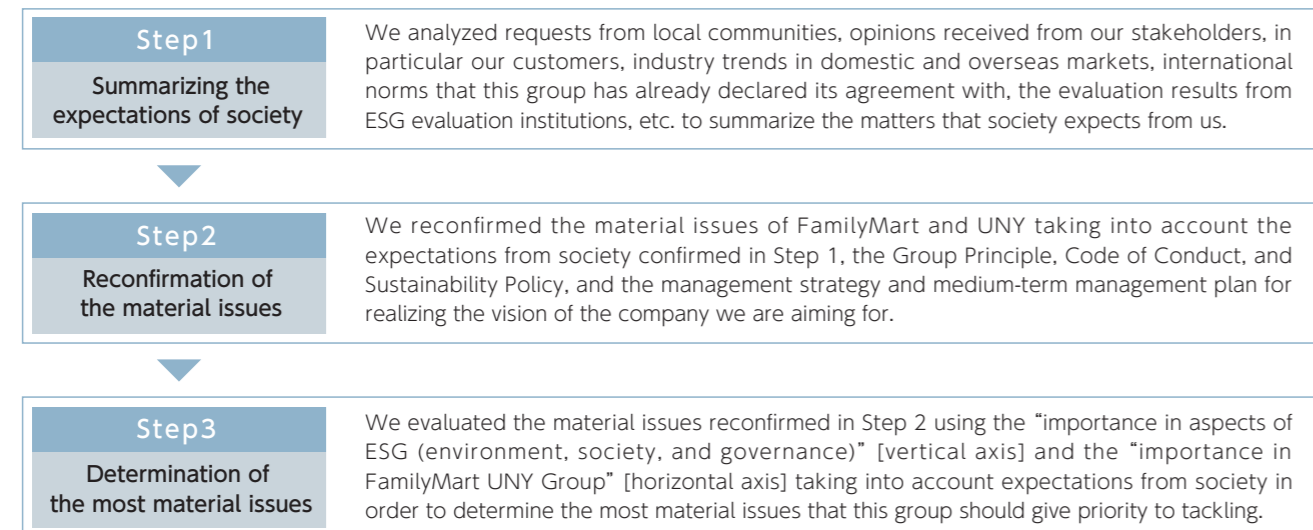 Step1
Summarizing the
expectations of society
We analyzed requests from local communities, opinions received from our stakeholders, in
particular our customers, industry trends in domestic and overseas markets, international
norms that this group has already declared its agreement with, the evaluation results from
ESG evaluation institutions, etc. to summarize the matters that society expects from us.
Step2
Reconfirmation of
the material issues
We reconfirmed the material issues of FamilyMart and UNY taking into account the
expectations from society confirmed in Step 1, the Group Principle, Code of Conduct, and
Sustainability Policy, and the management strategy and medium-term management plan for
realizing the vision of the company we are aiming for.
Step3
Determination of
the most material issues
We evaluated the material issues reconfirmed in Step 2 using the “importance in aspects of
ESG (environment, society, and governance)” [vertical axis] and the “importance in
FamilyMart UNY Group” [horizontal axis] taking into account expectations from society in
order to determine the most material issues that this group should give priority to tackling.